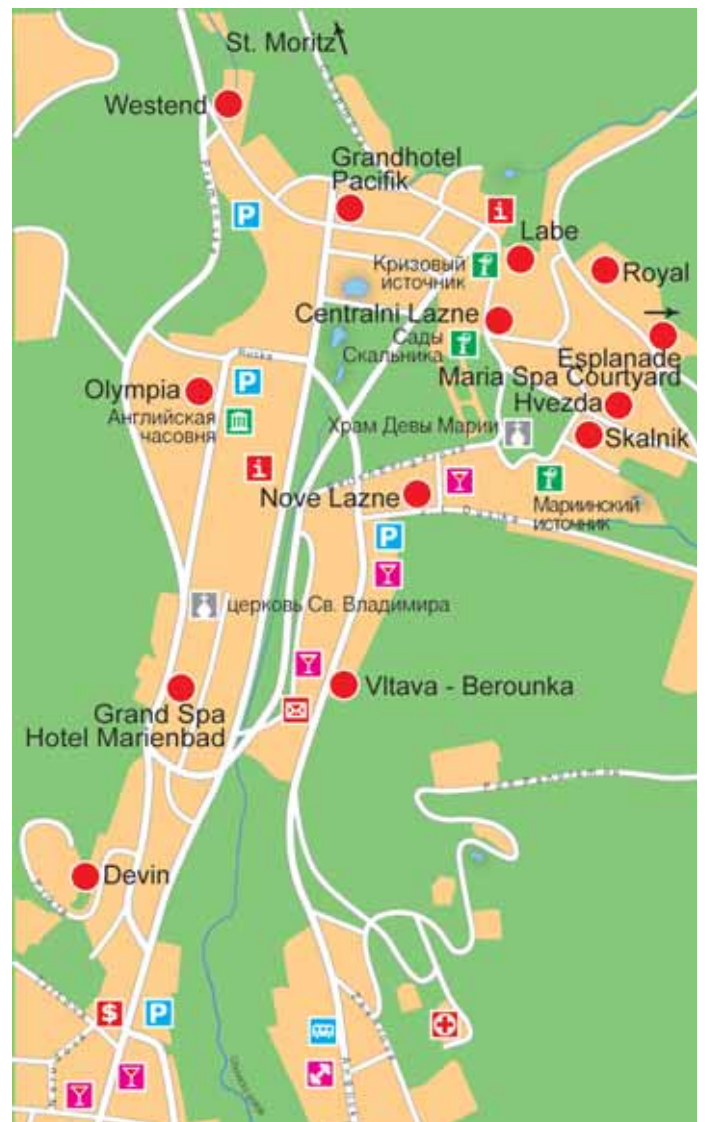 St. Moritz
Westend
Grandhotel
Pacifik
P
i
Labe
Кризовый
источник
Royal
Centralni Lazne
Сады
Скальника
Esplanade
Maria Spa Courtyard
Hvezda
Ruska
Olympia
P
Английская
часовня
Храм Девы Марии
Skalnik
i
Nove Lazne
Мариинский
источник
P
церковь Св. Владимира
Vltava - Berounka
Grand Spa
Hotel Marienbad
Devin
$
P